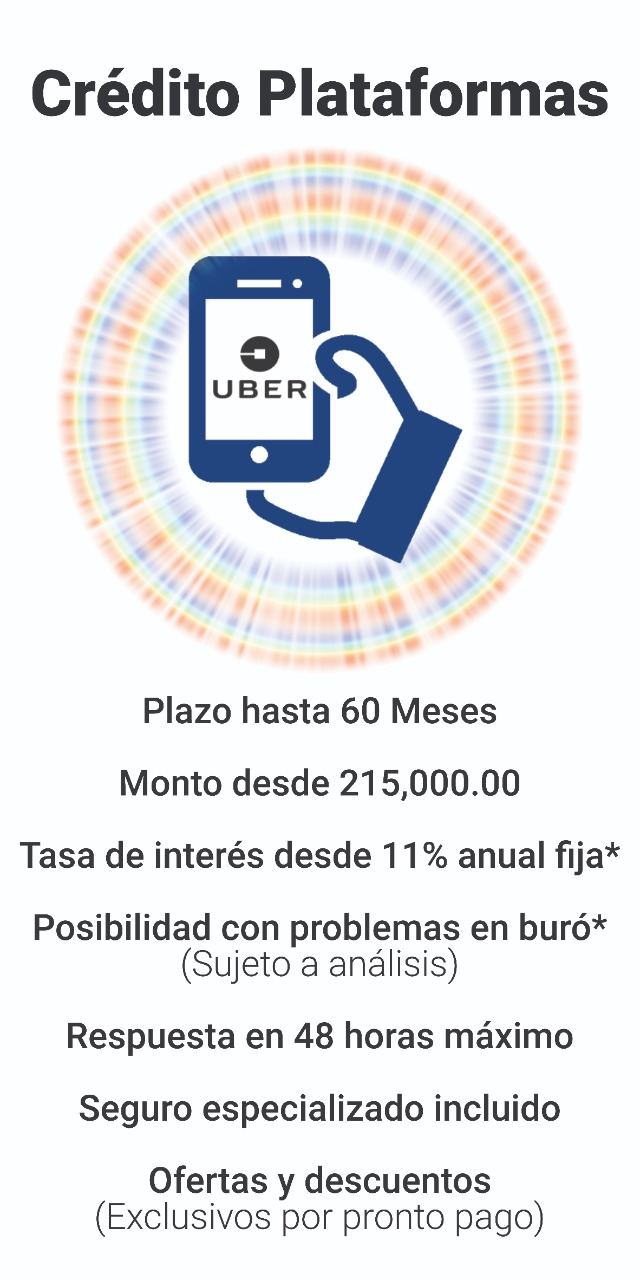 Crédito Plataformas
UBER
Plazo hasta 60 Meses
Monto desde 215,000.00
Tasa de interés desde 11% anual fija*
Posibilidad con problemas en buró*
(Sujeto a análisis)
Respuesta en 48 horas máximo
Seguro especializado incluido
Ofertas y descuentos
(Exclusivos por pronto pago)